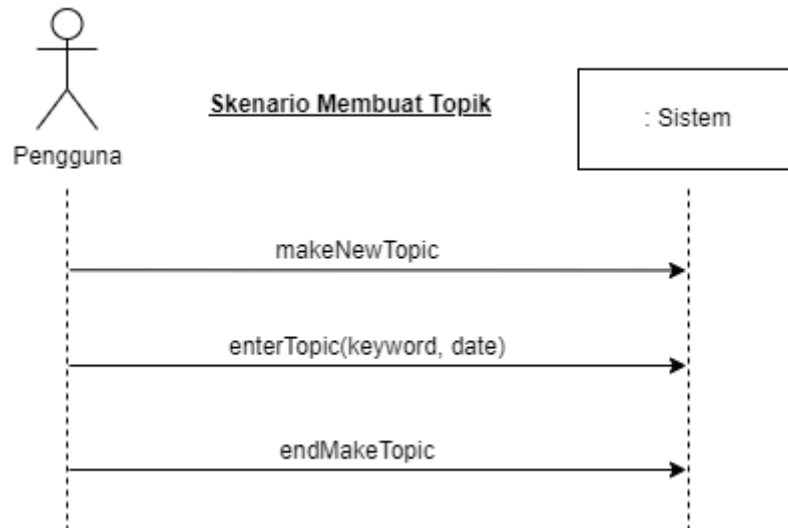 Skenario Membuat Topik
: Sistem
Pengguna
makeNewTopic
enterTopic(keyword, date)
endMakeTopic